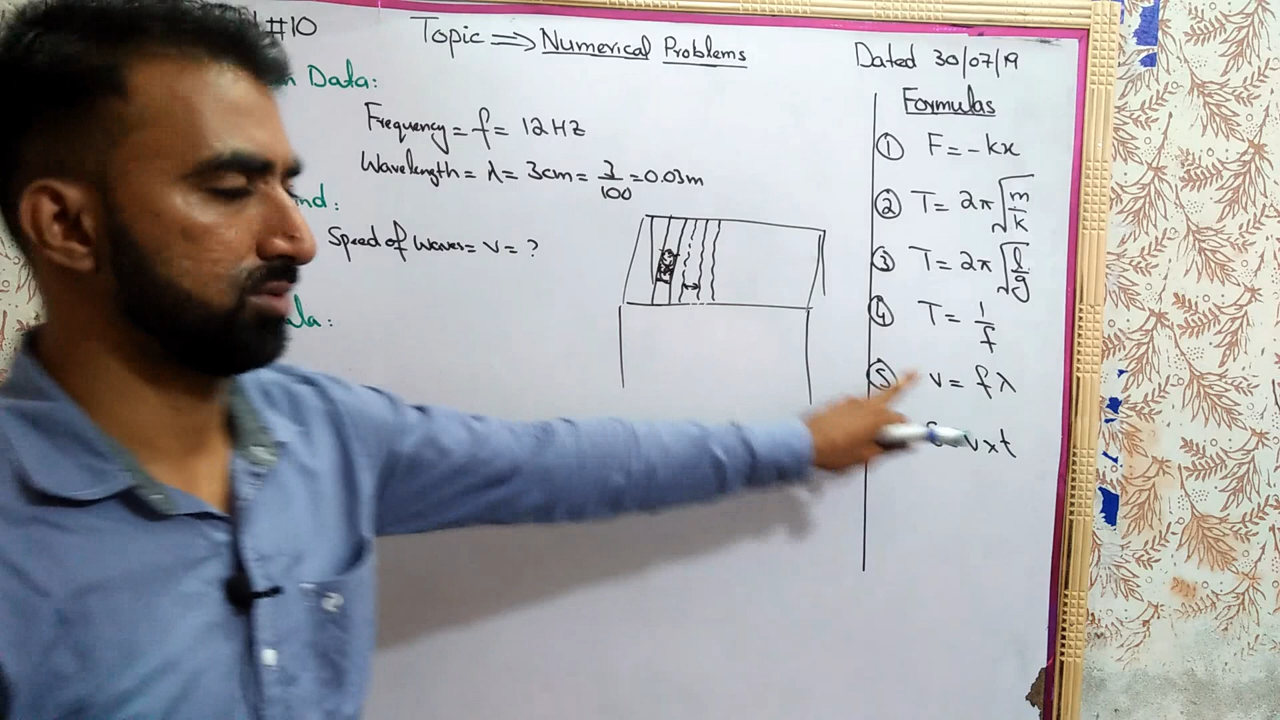 #10
Topic ⇒ Numerical Problems
Dated 30/07/19
Data:
Frequency = f = 12 Hz
Wavelength = λ = 3cm = 3/100 = 0.03m
nd:
Speed of Waves = v = ?
la:
Formulas
① F = -kx
② T = 2π√m/k
③ T = 2π√l/g
④ T = 1/f
⑤ v = fλ
v x t